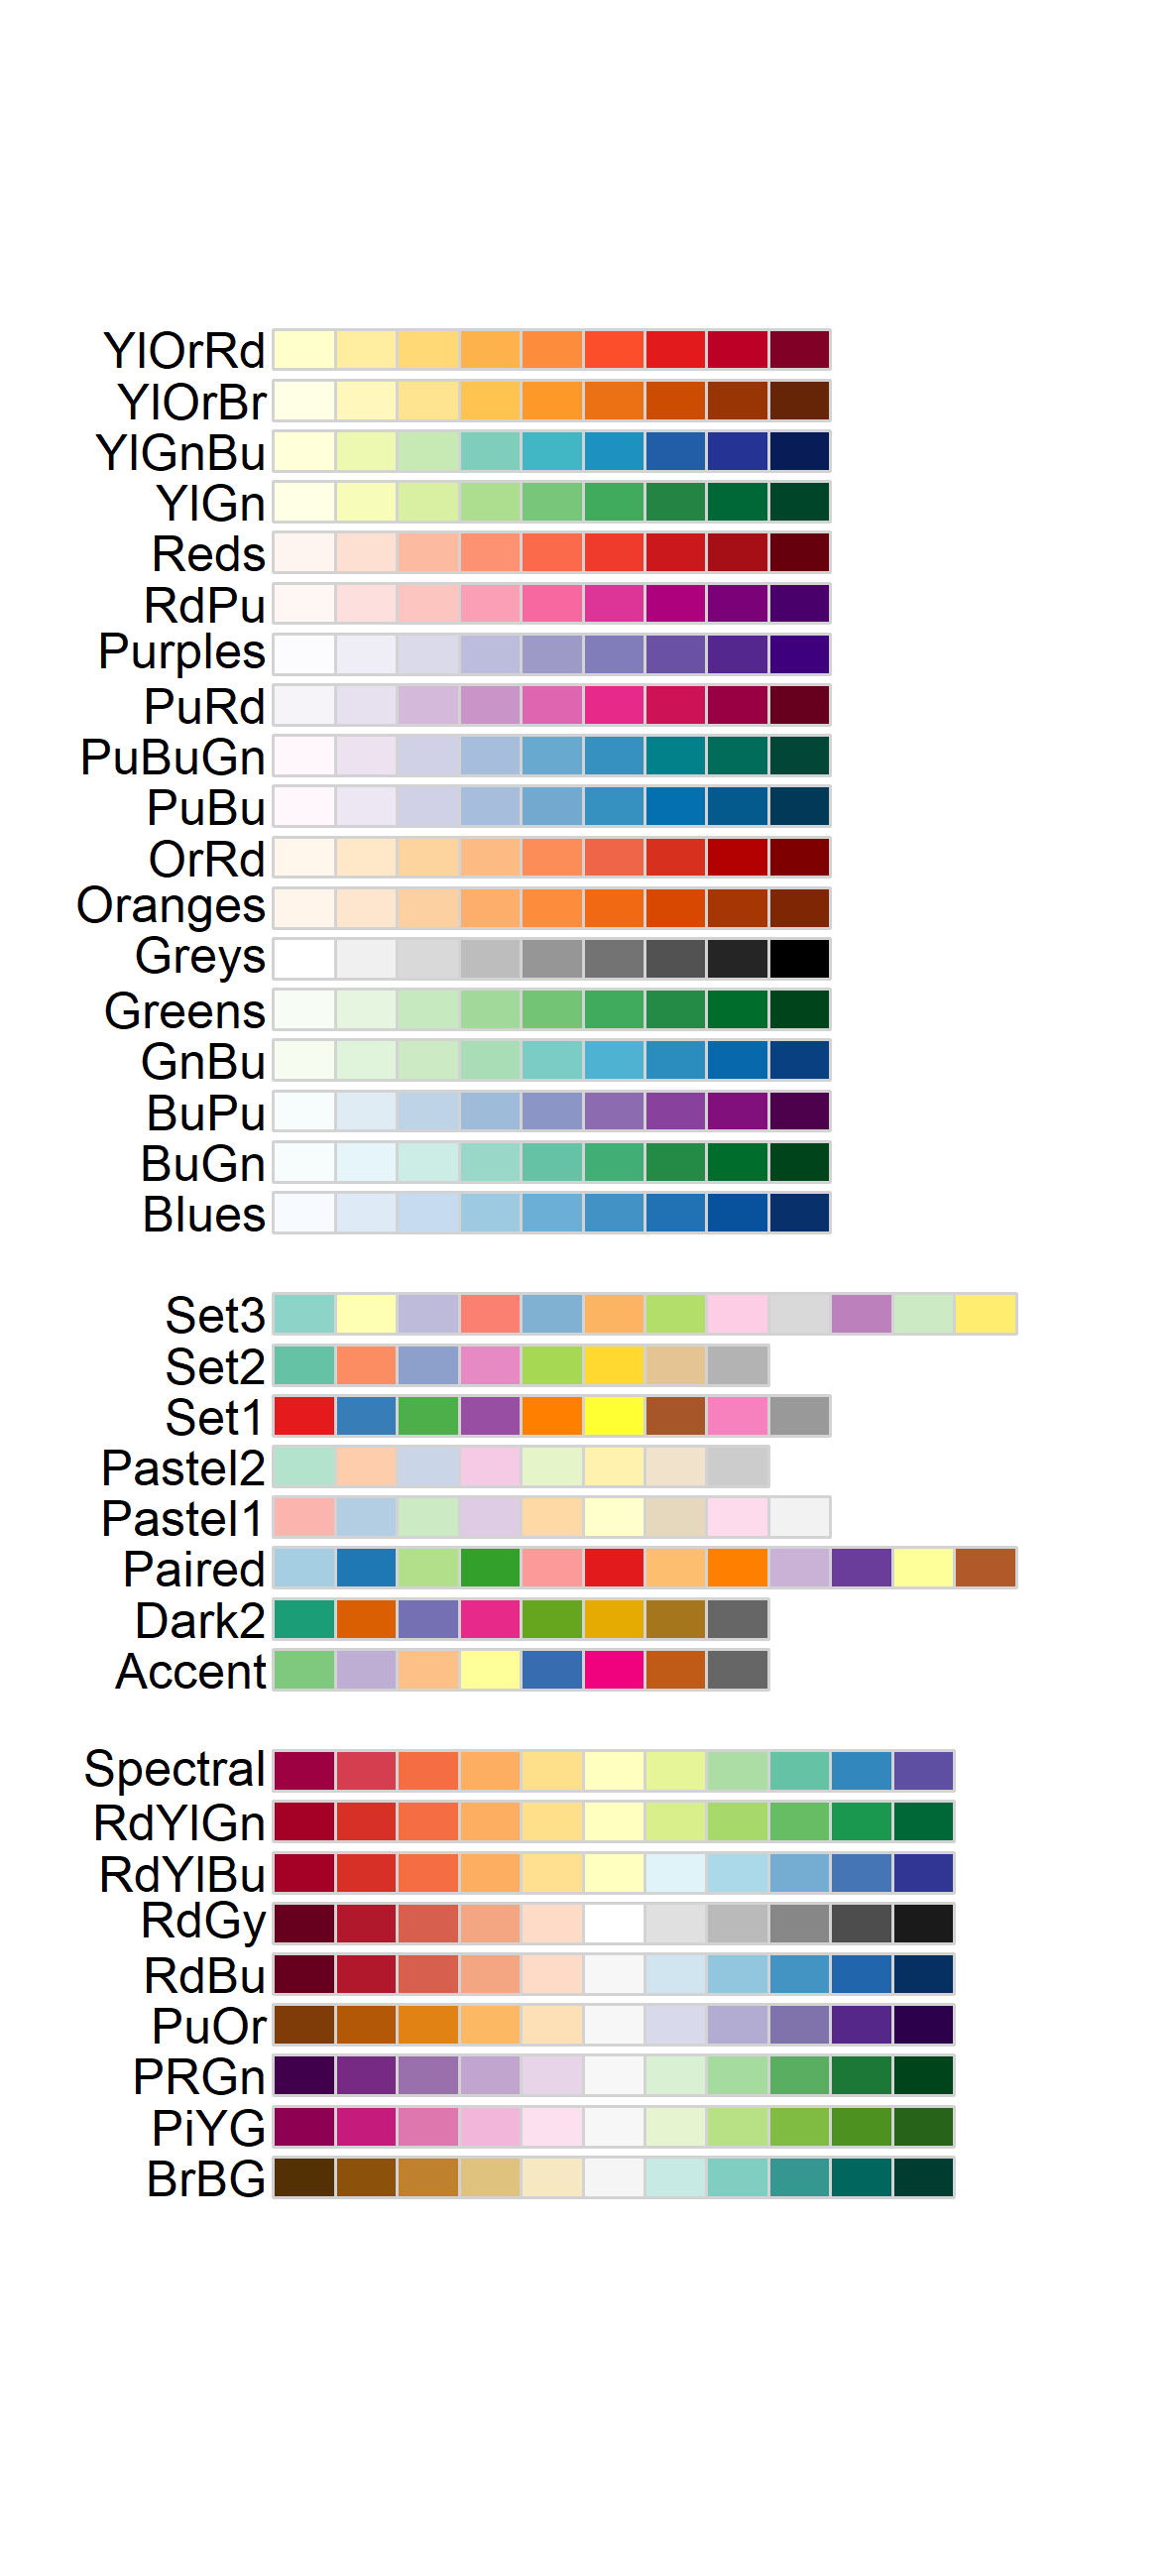 YlOrRd
YlOrBr
YlGnBu
YlGn
Reds
RdPu
Purples
PuRd
PuBuGn
PuBu
OrRd
Oranges
Greys
Greens
GnBu
BuPu
BuGn
Blues
Set3
Set2
Set1
Pastel2
Pastel1
Paired
Dark2
Accent
Spectral
RdYlGn
RdYlBu
RdGy
RdBu
PuOr
PRGn
PiYG
BrBG